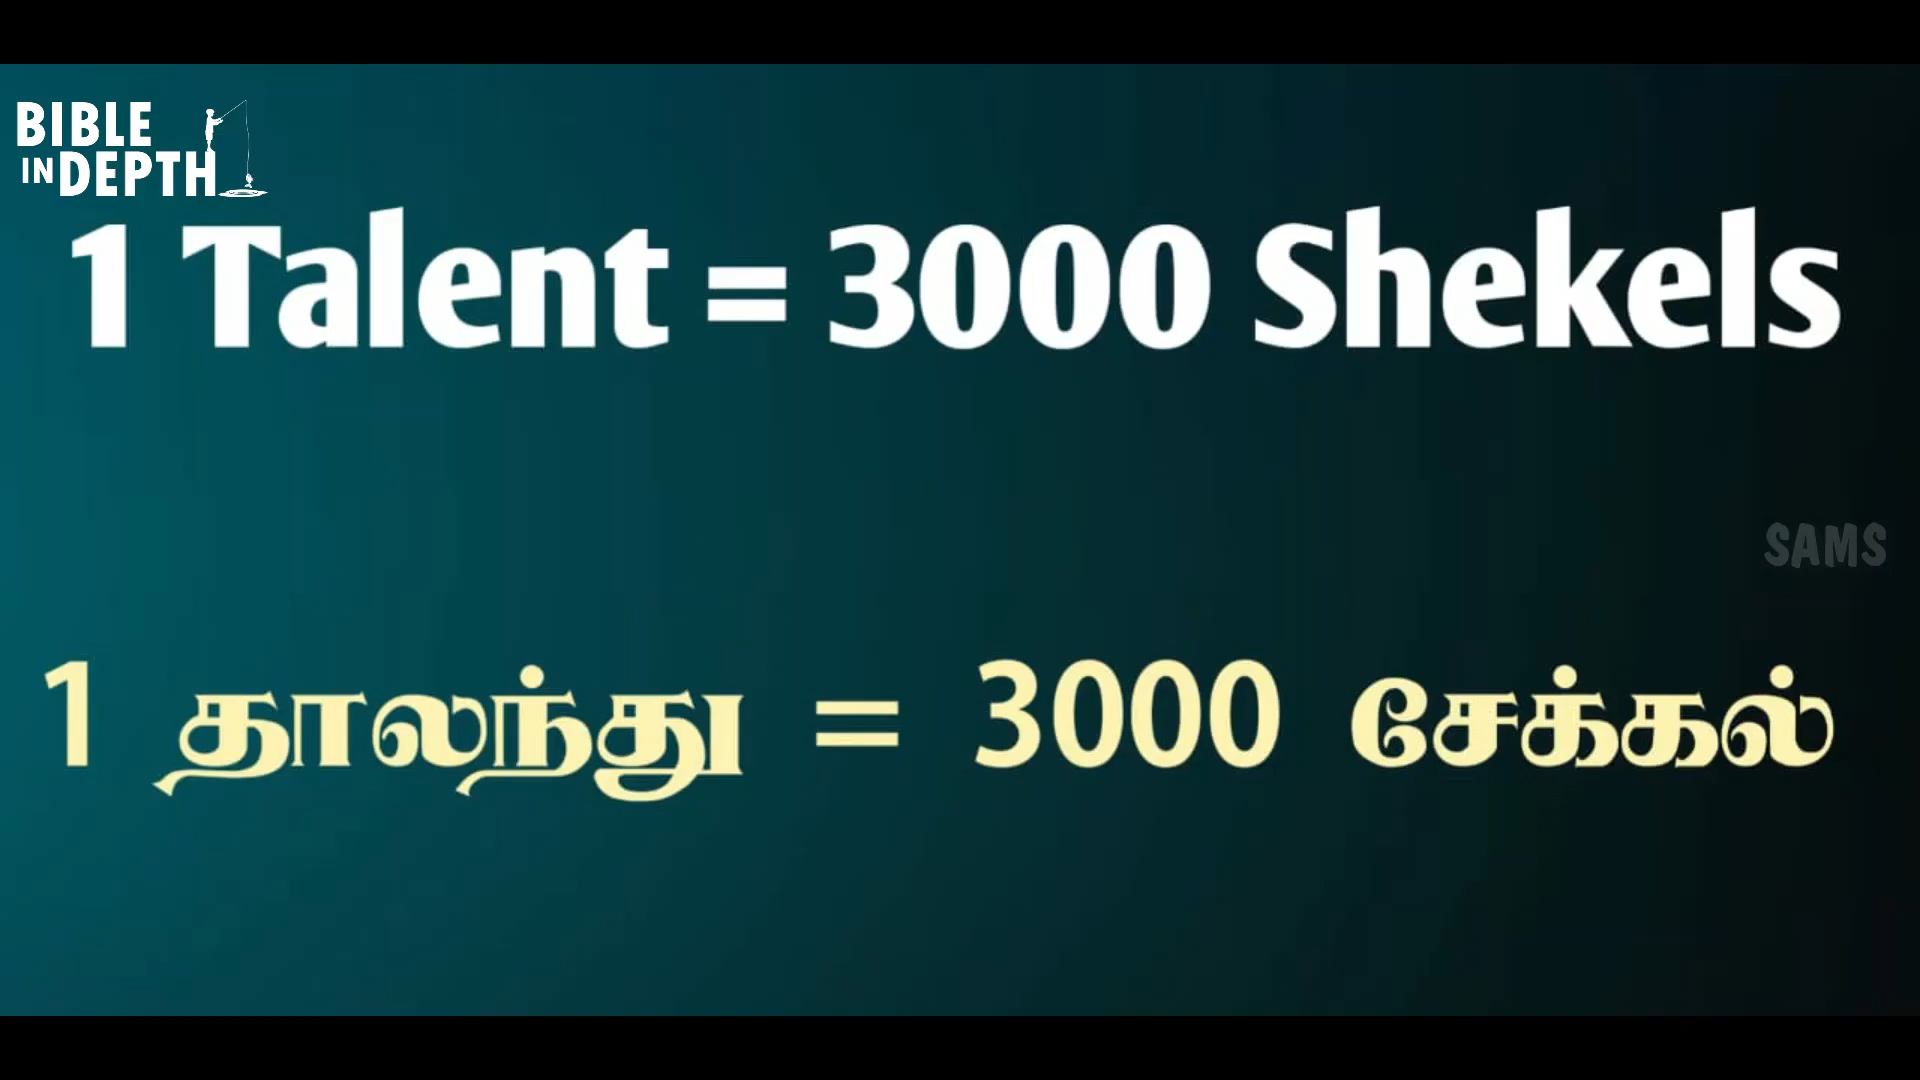 BIBLE
IN DEPTH
1 Talent = 3000 Shekels
SAMS
1 தாலந்து = 3000 சேக்கல்